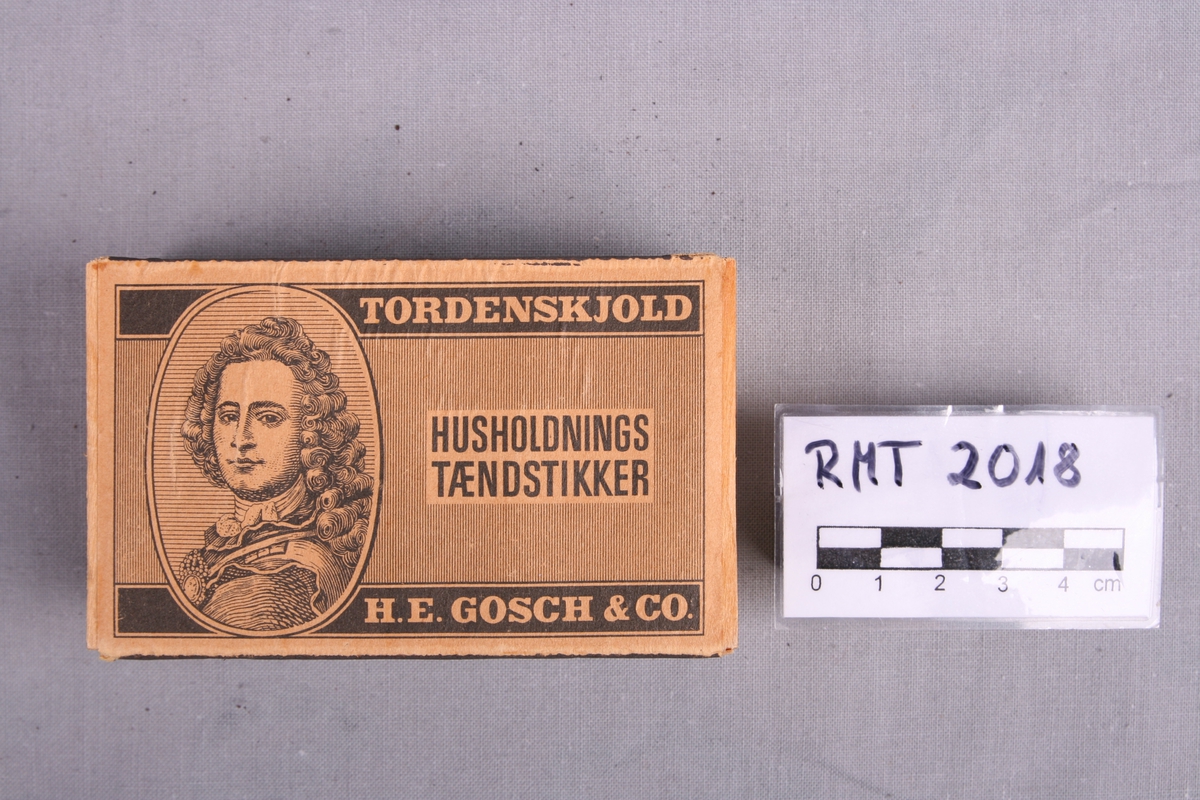 TORDENSKJOLD
HUSHOLDNINGS
TÆNDSTIKKER
H.E. GOSCH & CO.
RMT 2018
0 1 2 3 4 cm